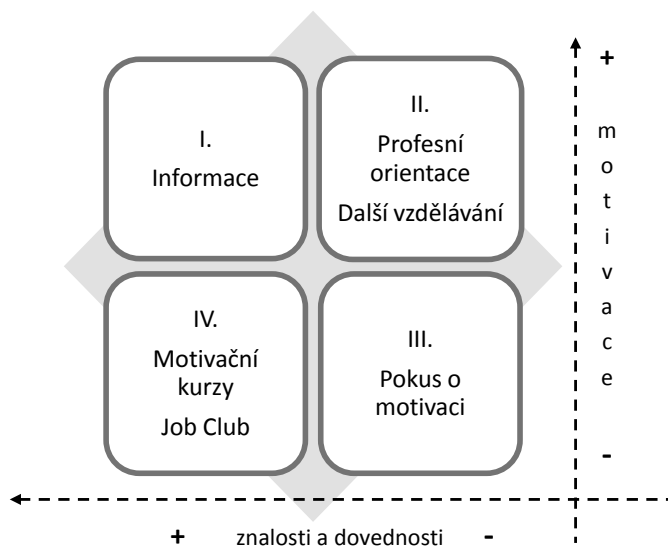 I.
Informace
II.
Profesní
orientace
Další vzdělávání
IV.
Motivační
kurzy
Job Club
III.
Pokus o
motivaci
+
m
o
t
i
v
a
c
e
-
+ znalosti a dovednosti -